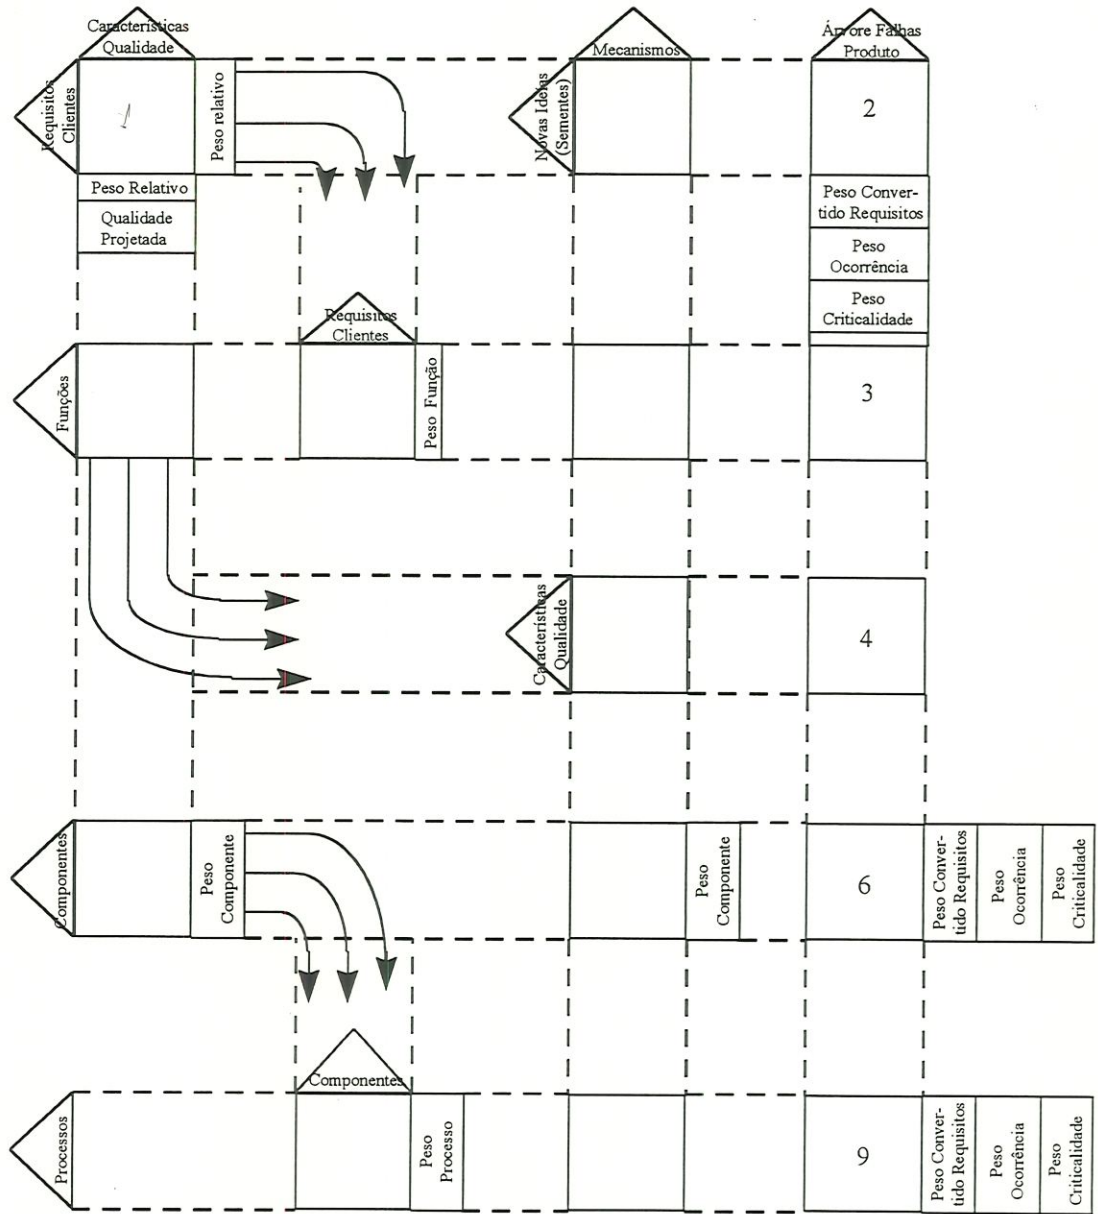 Características
Qualidade
Mecanismos
Árvore Falhas
Produto
Requisitos
Clientes
1
Peso relativo
Novas Ideias
(Sementes)
2
Peso Relativo
Qualidade
Projetada
Peso Conver-
tido Requisitos
Peso
Ocorrência
Peso
Criticalidade
Requisitos
Clientes
Funções
Peso Função
3
Características
Qualidade
4
Componentes
Peso
Componente
Peso
Componente
6
Peso Conver-
tido Requisitos
Peso
Ocorrência
Peso
Criticalidade
Componentes
Processos
Peso
Processo
9
Peso Conver-
tido Requisitos
Peso
Ocorrência
Peso
Criticalidade